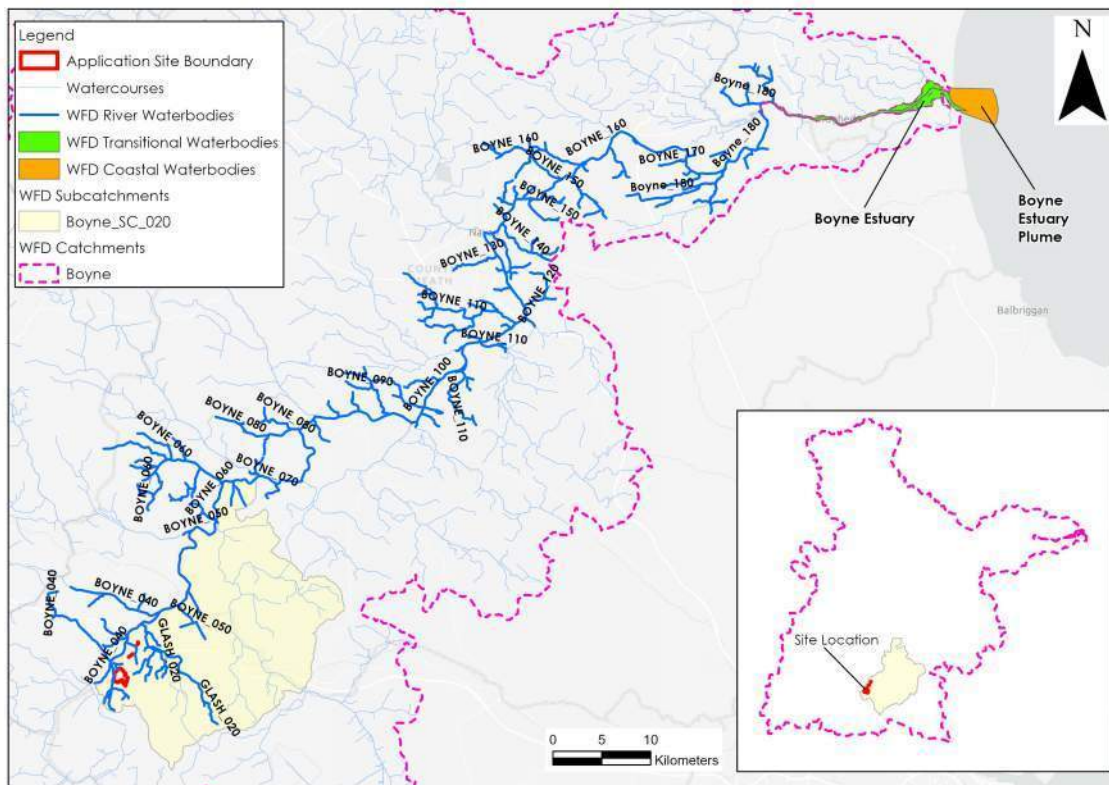 Legend
Application Site Boundary
Watercourses
WFD River Waterbodies
WFD Transitional Waterbodies
WFD Coastal Waterbodies
WFD Subcatchments
Boyne_SC_020
WFD Catchments
Boyne
N
Boyne_180
BOYNE_160
BOYNE_160
BOYNE_150
BOYNE_170
Boyne_180
Boyne_180
BOYNE_150
Boyne Estuary
Boyne
Estuary
Plume
BOYNE_140
BOYNE_130
BOYNE_120
BOYNE_110
BOYNE_110
Balbriggan
BOYNE_090
BOYNE_100
BOYNE_110
BOYNE_080
BOYNE_080
BOYNE_060
BOYNE_060
BOYNE_060
BOYNE_070
BOYNE_050
BOYNE_040
BOYNE_040
BOYNE_050
GLASH_020
GLASH_020
Site Location
0 5 10
Kilometers